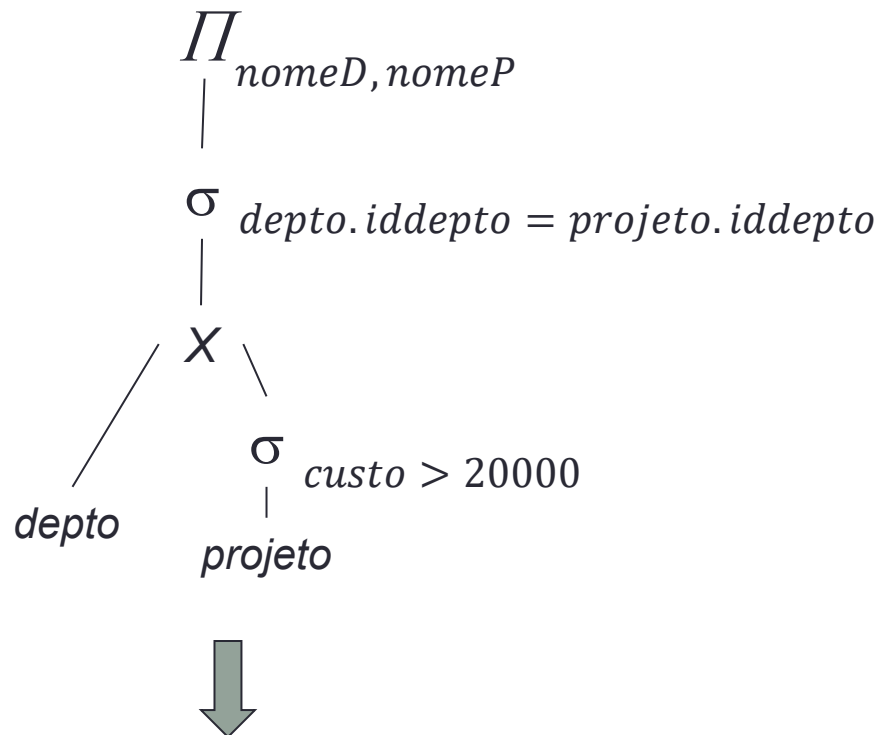 Π nomeD, nomeP
σ depto.iddepto = projeto.iddepto
X
σ custo > 20000
depto
projeto